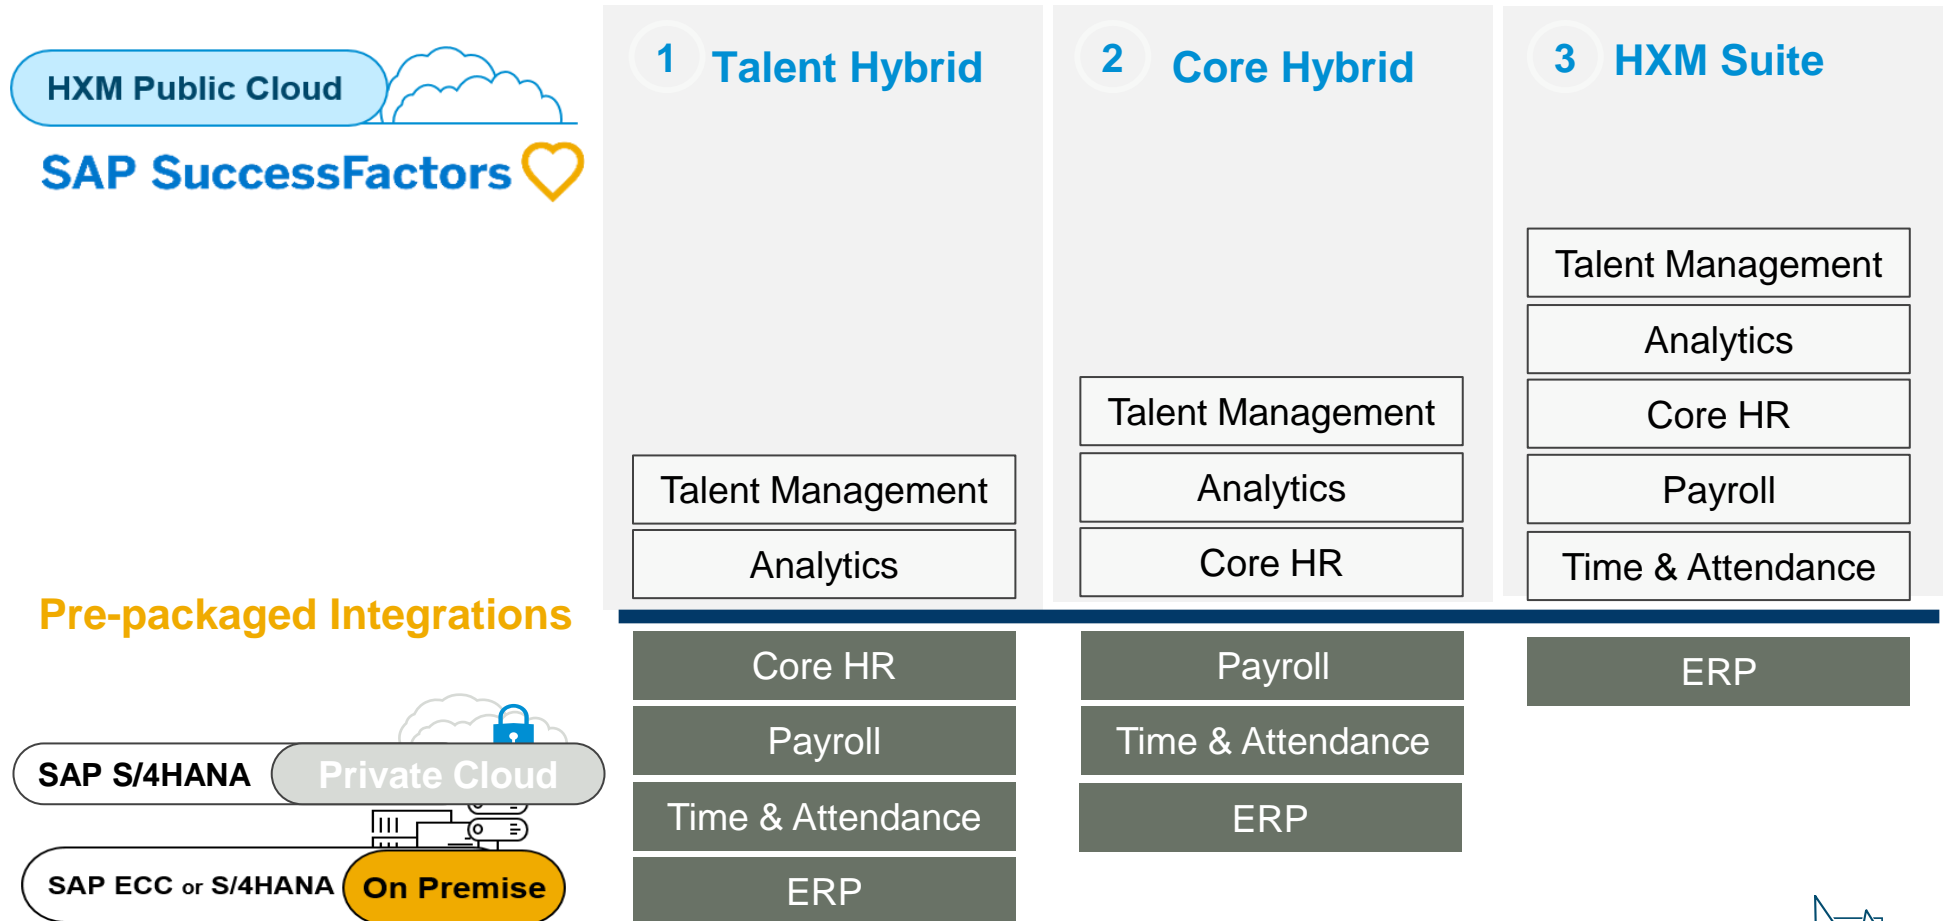 HXM Public Cloud
SAP SuccessFactors
1 Talent Hybrid
Talent Management
Analytics
2 Core Hybrid
Talent Management
Analytics
Core HR
3 HXM Suite
Talent Management
Analytics
Core HR
Payroll
Time & Attendance
Pre-packaged Integrations
SAP S/4HANA Private Cloud
SAP ECC or S/4HANA On Premise
Core HR
Payroll
Time & Attendance
ERP
Payroll
Time & Attendance
ERP
ERP